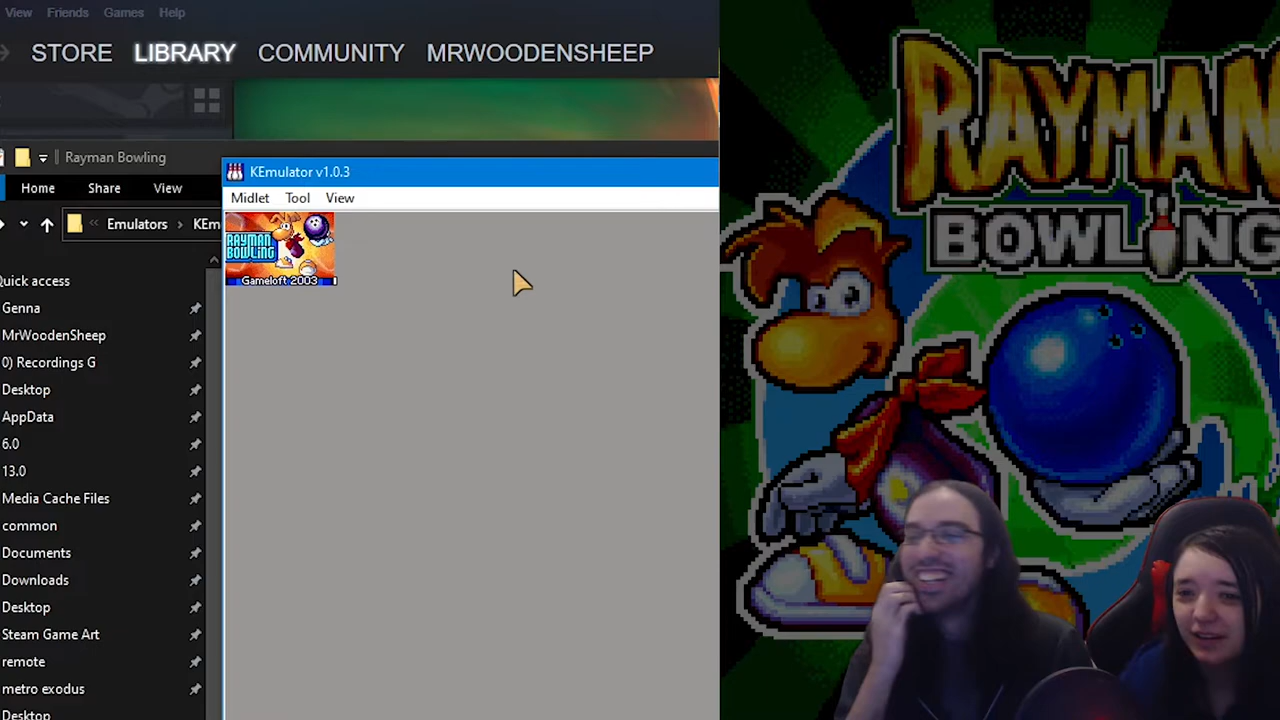 View Friends Games Help
STORE LIBRARY COMMUNITY MRWOODENSHEEP
Rayman Bowling
KEmulator v1.0.3
Home Share View
Midlet Tool View
Emulators KEm
RAYMAN
BOWLING
Gameloft 2003
Quick access
Genna
MrWoodenSheep
0) Recordings G
Desktop
AppData
6.0
13.0
Media Cache Files
common
Documents
Downloads
Desktop
Steam Game Art
remote
metro exodus
Desktop
RAYMAN
BOWLING